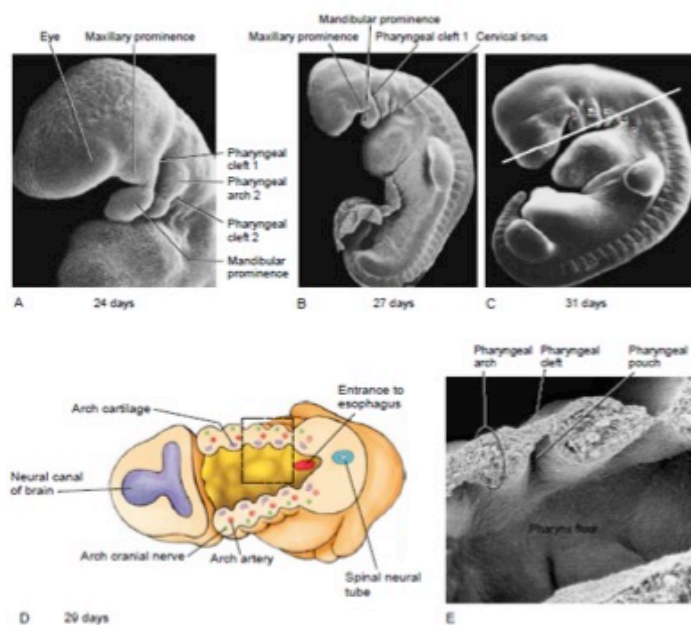 Mandibular prominence
Eye Maxillary prominence Maxillary prominence Pharyngeal cleft 1 Cervical sinus
Pharyngeal
cleft 1
Pharyngeal
arch 2
Pharyngeal
cleft 2
Mandibular
prominence
A 24 days B 27 days C 31 days
Arch cartilage
Entrance to
esophagus
Neural canal
of brain
Arch cranial nerve
Arch artery
Spinal neural
tube
D 29 days
Pharyngeal
arch
Pharyngeal
cleft
Pharyngeal
pouch
Pharynx floor
E